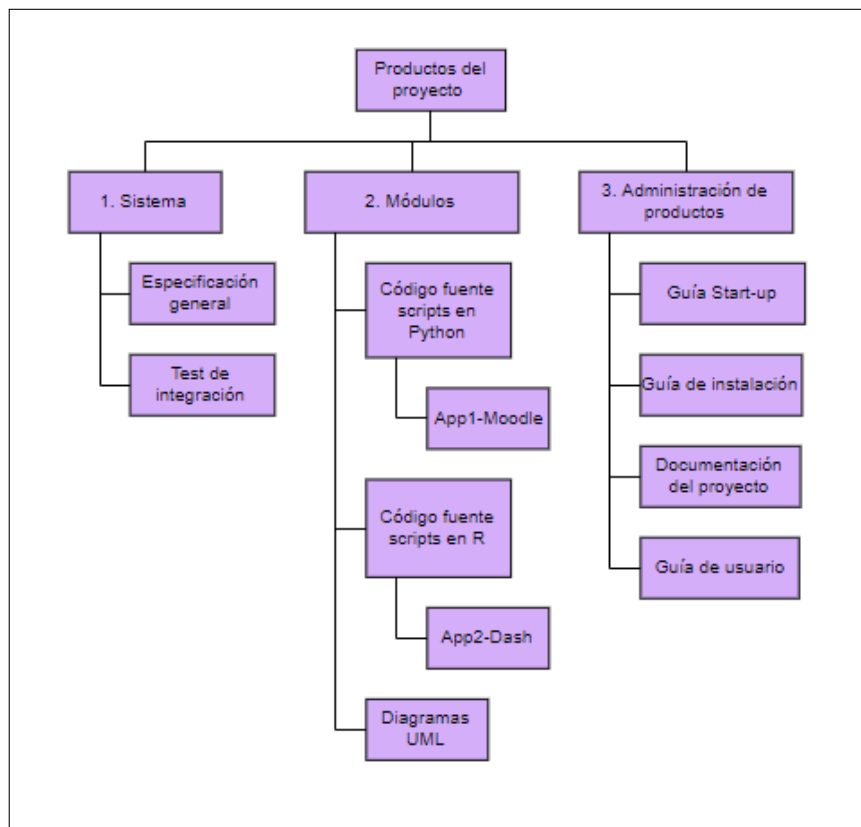 Productos del
proyecto
1. Sistema
Especificación
general
Test de
integración
2. Módulos
Código fuente
scripts en
Python
App1-Moodle
Código fuente
scripts en R
App2-Dash
Diagramas
UML
3. Administración de
productos
Guía Start-up
Guía de instalación
Documentación
del proyecto
Guía de usuario